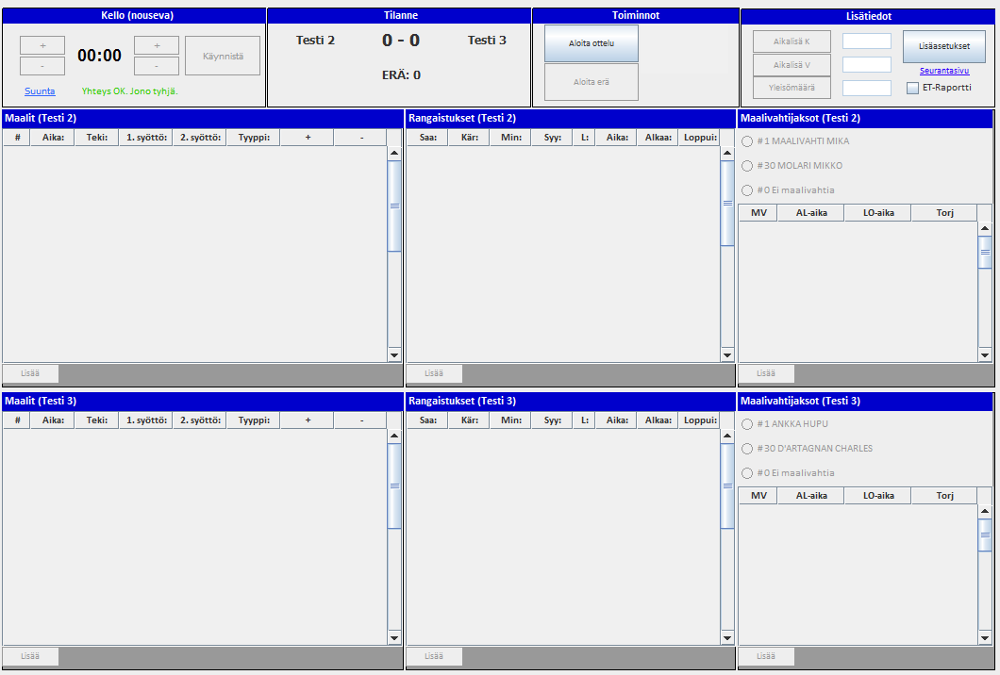 Kello (nouseva)
+ 00:00 + Käynnistä
- -
Suunta Yhteys OK. Jono tyhjä.
Tilanne
Testi 2 0 - 0 Testi 3
ERÄ: 0
Toiminnot
Aloita ottelu
Aloita erä
Lisätiedot
Aikalisä K Lisäasetukset
Aikalisä V Seurantasivu
Yleisömäärä ET-Raportti
Maalit (Testi 2)
# Aika: Teki: 1. syöttö: 2. syöttö: Tyyppi: + -
Lisää
Rangaistukset (Testi 2)
Saa: Kär: Min: Syy: L: Aika: Alkaa: Loppui:
Lisää
Maalivahtijaksot (Testi 2)
# 1 MAALIVAHTI MIKA
# 30 MOLARI MIKKO
# 0 Ei maalivahtia
MV AL-aika LO-aika Torj
Lisää
Maalit (Testi 3)
# Aika: Teki: 1. syöttö: 2. syöttö: Tyyppi: + -
Lisää
Rangaistukset (Testi 3)
Saa: Kär: Min: Syy: L: Aika: Alkaa: Loppui:
Lisää
Maalivahtijaksot (Testi 3)
# 1 ANKKA HUPU
# 30 D'ARTAGNAN CHARLES
# 0 Ei maalivahtia
MV AL-aika LO-aika Torj
Lisää